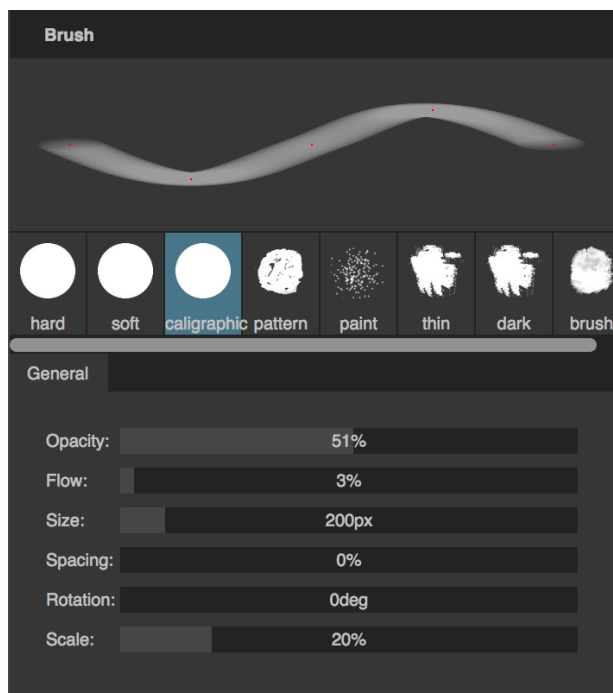 Brush
hard soft caligraphic pattern paint thin dark brush
General
Opacity: 51%
Flow: 3%
Size: 200px
Spacing: 0%
Rotation: 0deg
Scale: 20%